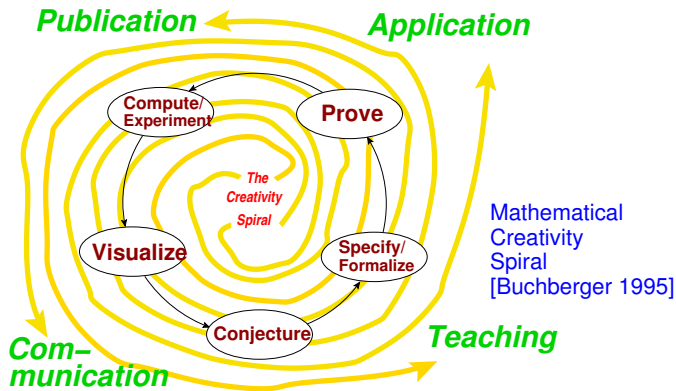 Publication
Application
Compute/
Experiment
Prove
The
Creativity
Spiral
Visualize
Specify/
Formalize
Mathematical
Creativity
Spiral
[Buchberger 1995]
Conjecture
Com–
munication
Teaching